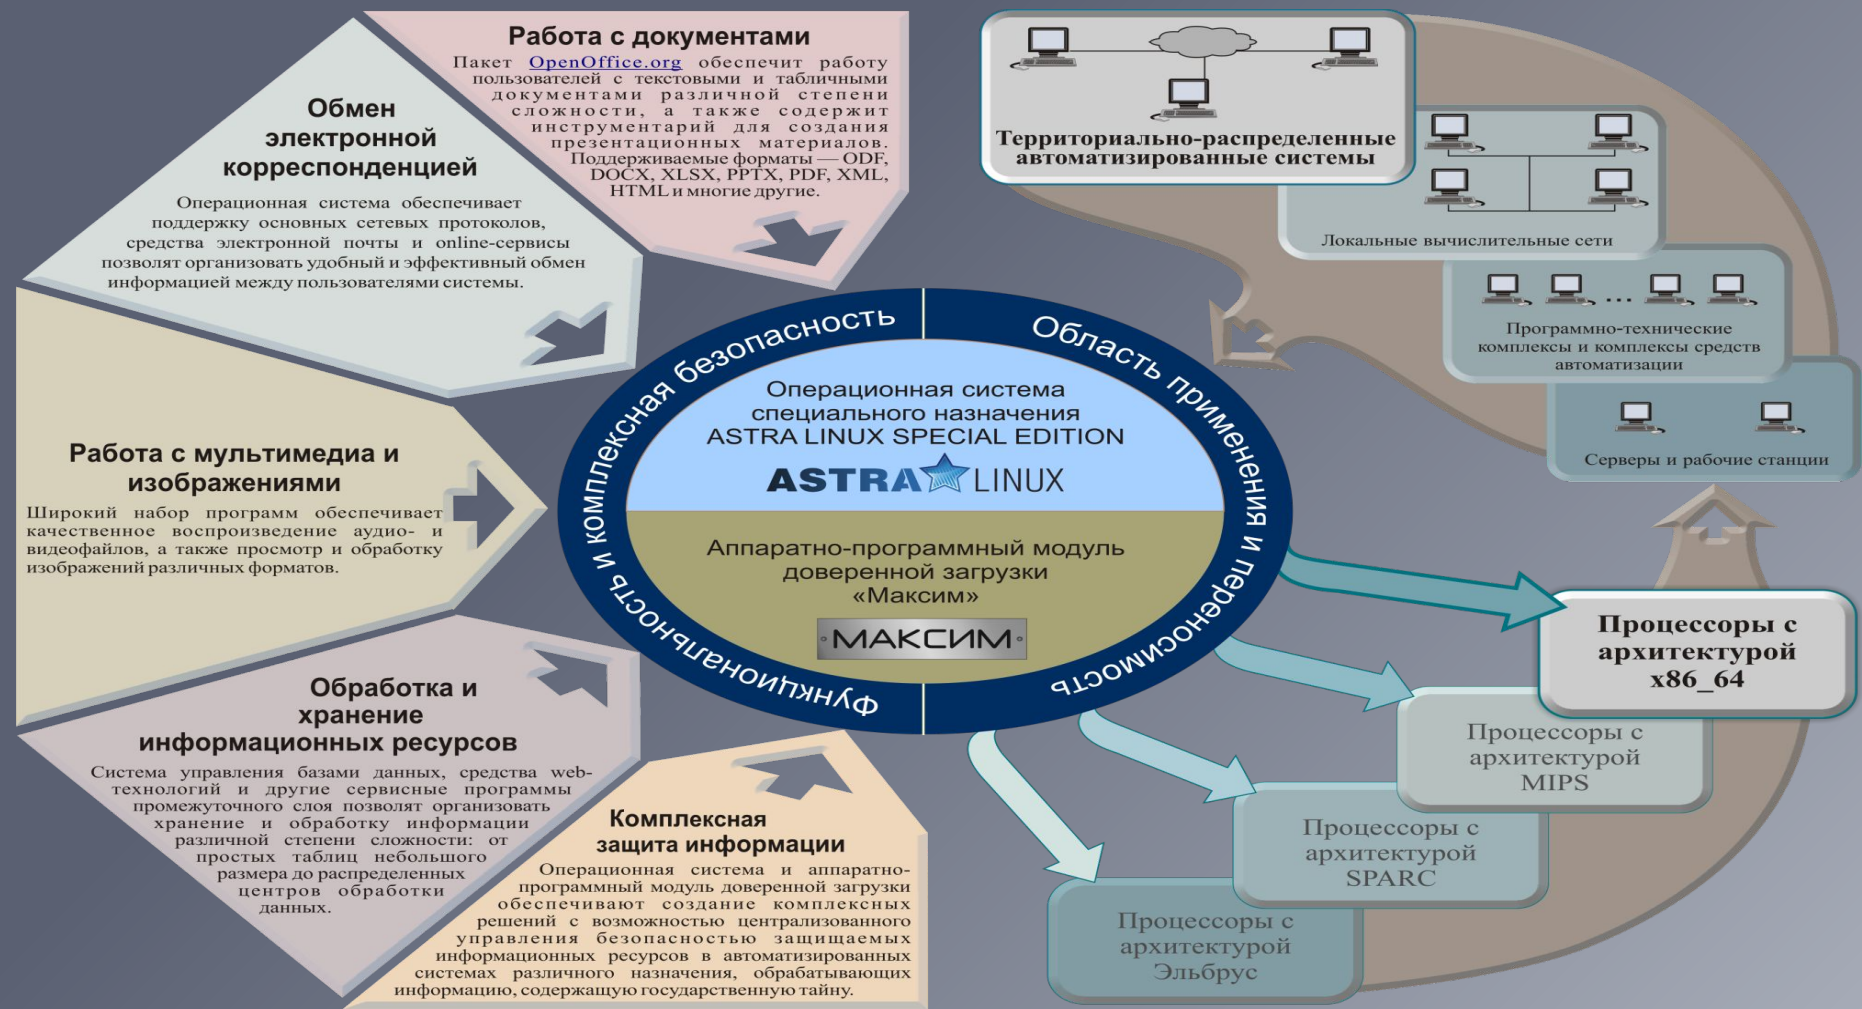 Работа с документами
Пакет OpenOffice.org обеспечит работу
пользователей с текстовыми и табличными
документами различной степени
сложности, а также содержит
инструментарий для создания
презентационных материалов.
Поддерживаемые форматы — ODF,
DOCX, XLSX, PPTX, PDF, XML,
HTML и многие другие.
Обмен
электронной
корреспонденцией
Операционная система обеспечивает
поддержку основных сетевых протоколов,
средства электронной почты и online-сервисы
позволят организовать удобный и эффективный обмен
информацией между пользователями системы.
Работа с мультимедиа и
изображениями
Широкий набор программ обеспечивает
качественное воспроизведение аудио- и
видеофайлов, а также просмотр и обработку
изображений различных форматов.
Обработка и
хранение
информационных ресурсов
Система управления базами данных, средства web-
технологий и другие сервисные программы
промежуточного слоя позволят организовать
хранение и обработку информации
различной степени сложности: от
простых таблиц небольшого
размера до распределенных
центров обработки
данных.
Комплексная
защита информации
Операционная система и аппаратно-
программный модуль доверенной загрузки
обеспечивают создание комплексных
решений с возможностью централизованного
управления безопасностью защищаемых
информационных ресурсов в автоматизированных
системах различного назначения, обрабатывающих
информацию, содержащую государственную тайну.
Функциональность и комплексная безопасность
Область применения и переносимость
Операционная система
специального назначения
ASTRA LINUX SPECIAL EDITION
ASTRA LINUX
Аппаратно-программный модуль
доверенной загрузки
«Максим»
МАКСИМ
Территориально-распределенные
автоматизированные системы
Локальные вычислительные сети
...
Программно-технические
комплексы и комплексы средств
автоматизации
Серверы и рабочие станции
Процессоры с
архитектурой
x86_64
Процессоры с
архитектурой
MIPS
Процессоры с
архитектурой
SPARC
Процессоры с
архитектурой
Эльбрус